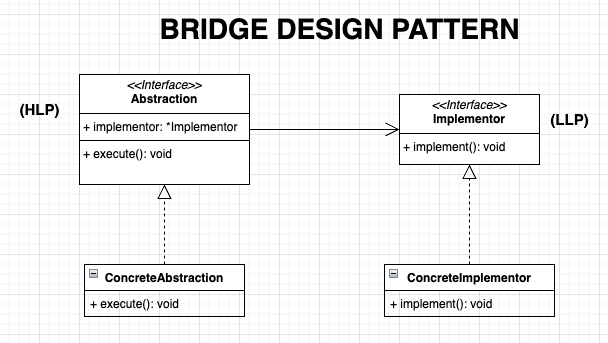 BRIDGE DESIGN PATTERN
(HLP)
<<Interface>>
Abstraction
+ implementor: *Implementor
+ execute(): void
<<Interface>>
Implementor
+ implement(): void
(LLP)
ConcreteAbstraction
+ execute(): void
ConcreteImplementor
+ implement(): void